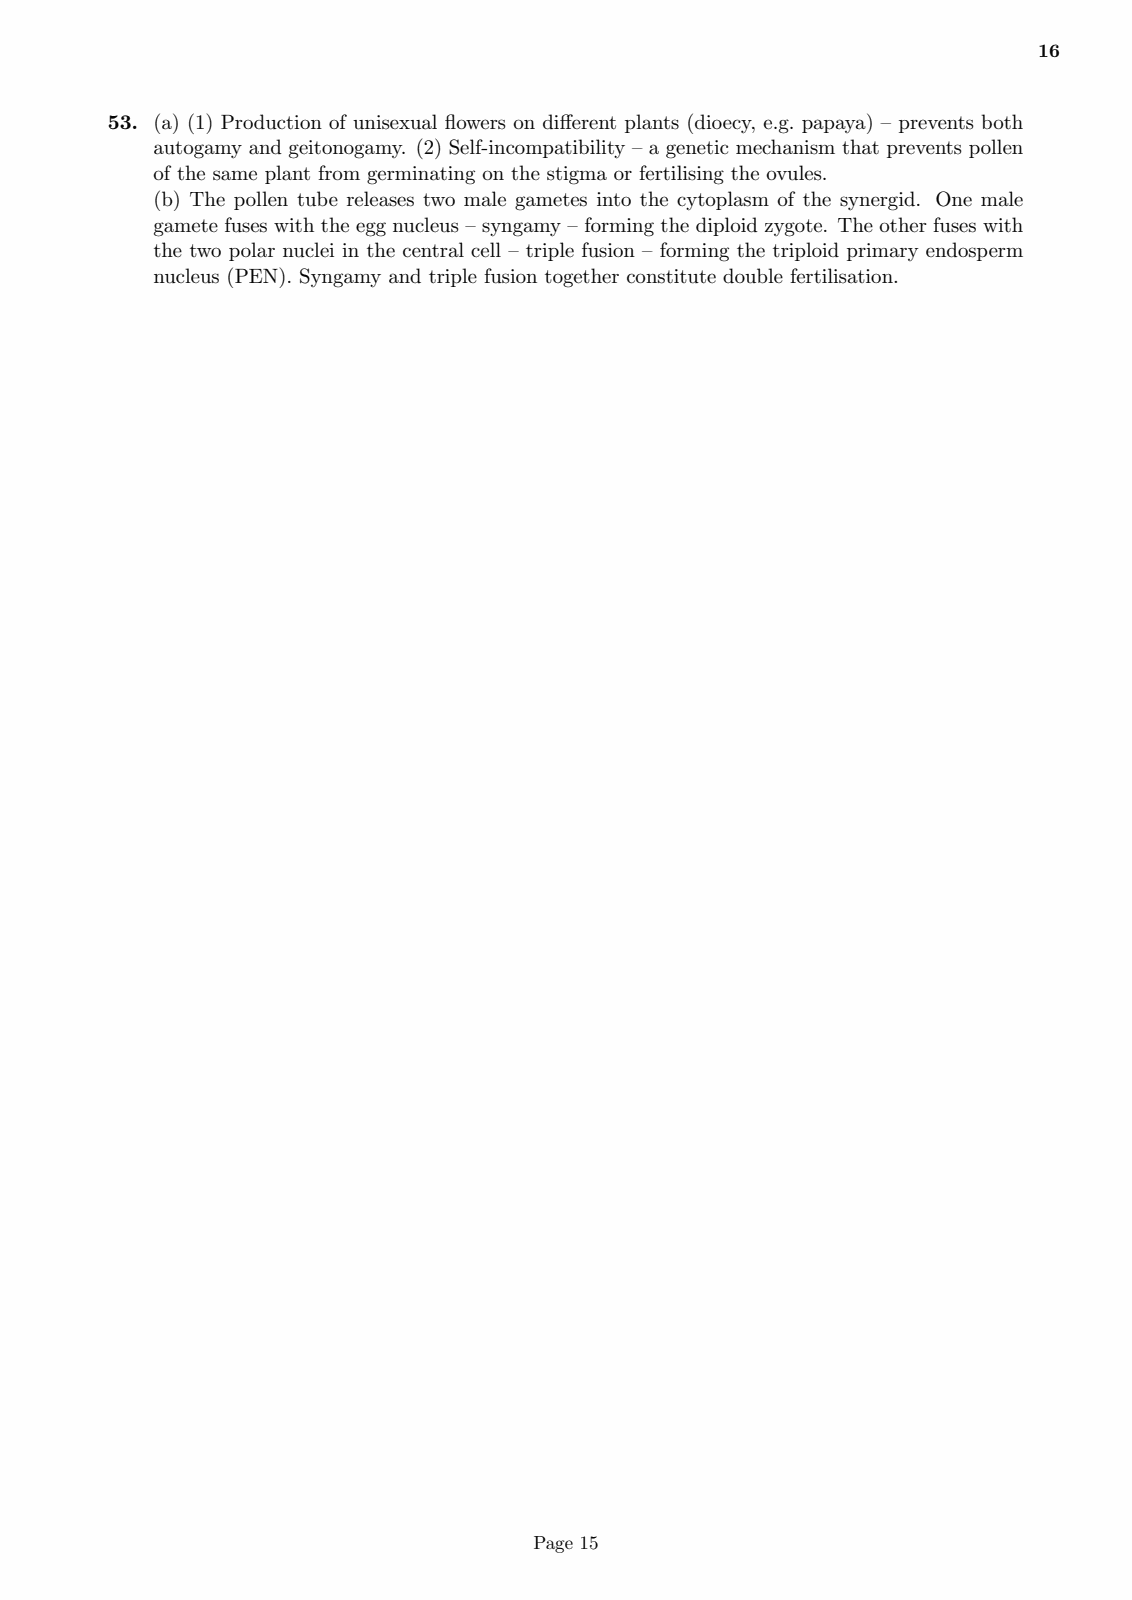 16
53. (a) (1) Production of unisexual flowers on different plants (dioecy, e.g. papaya) – prevents both
autogamy and geitonogamy. (2) Self-incompatibility – a genetic mechanism that prevents pollen
of the same plant from germinating on the stigma or fertilising the ovules.
(b) The pollen tube releases two male gametes into the cytoplasm of the synergid. One male
gamete fuses with the egg nucleus – syngamy – forming the diploid zygote. The other fuses with
the two polar nuclei in the central cell – triple fusion – forming the triploid primary endosperm
nucleus (PEN). Syngamy and triple fusion together constitute double fertilisation.
Page 15